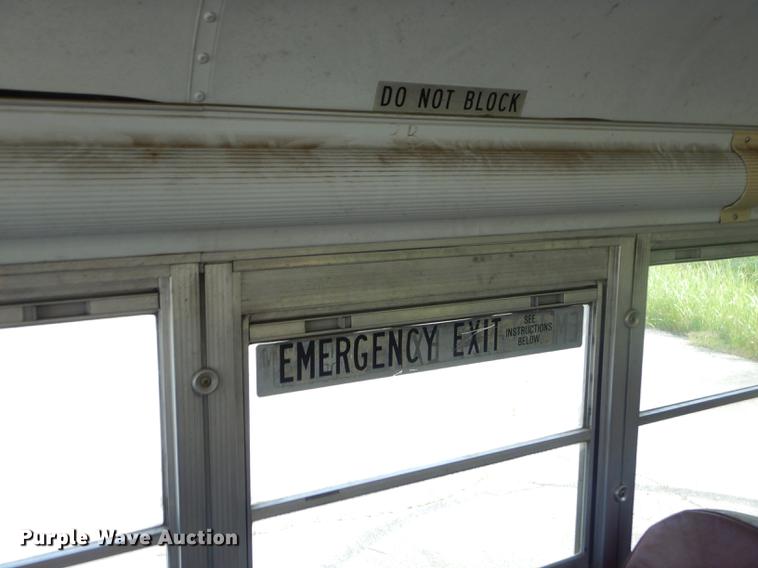 DO NOT BLOCK
EMERGENCY EXIT
SEE
INSTRUCTIONS
BELOW
Purple Wave Auction